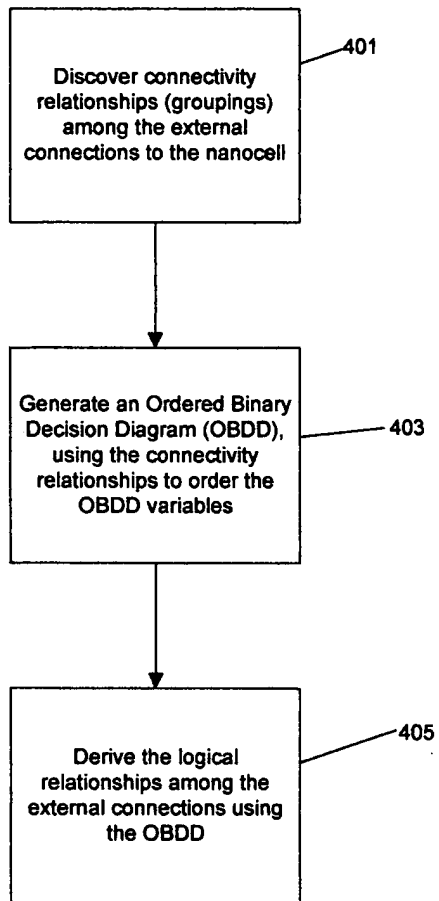 401
Discover connectivity
relationships (groupings)
among the external
connections to the nanocell
Generate an Ordered Binary
Decision Diagram (OBDD),
using the connectivity
relationships to order the
OBDD variables
403
405
Derive the logical
relationships among the
external connections using
the OBDD